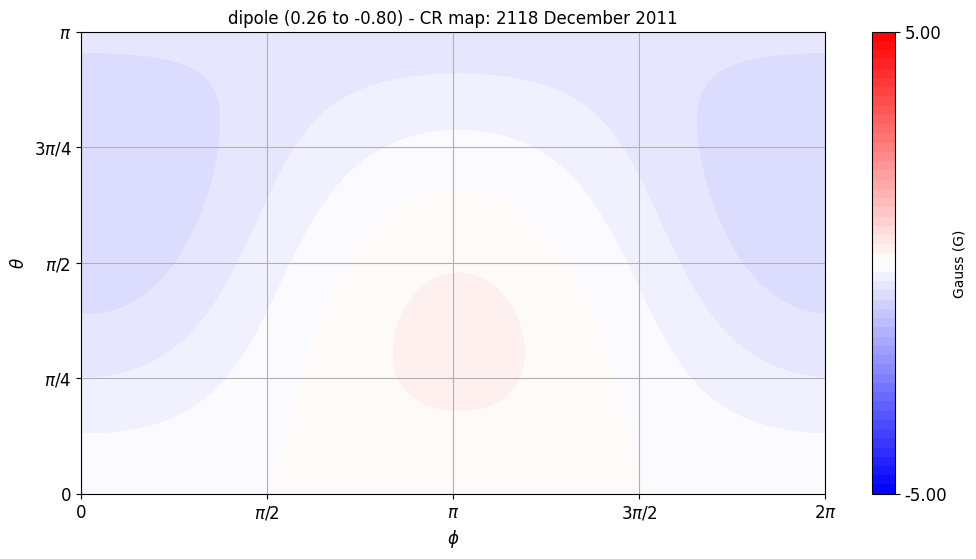 dipole (0.26 to -0.80) - CR map: 2118 December 2011
π
3π/4
π/2
π/4
0
θ
0
π/2
π
3π/2
2π
ϕ
5.00
-5.00
Gauss (G)